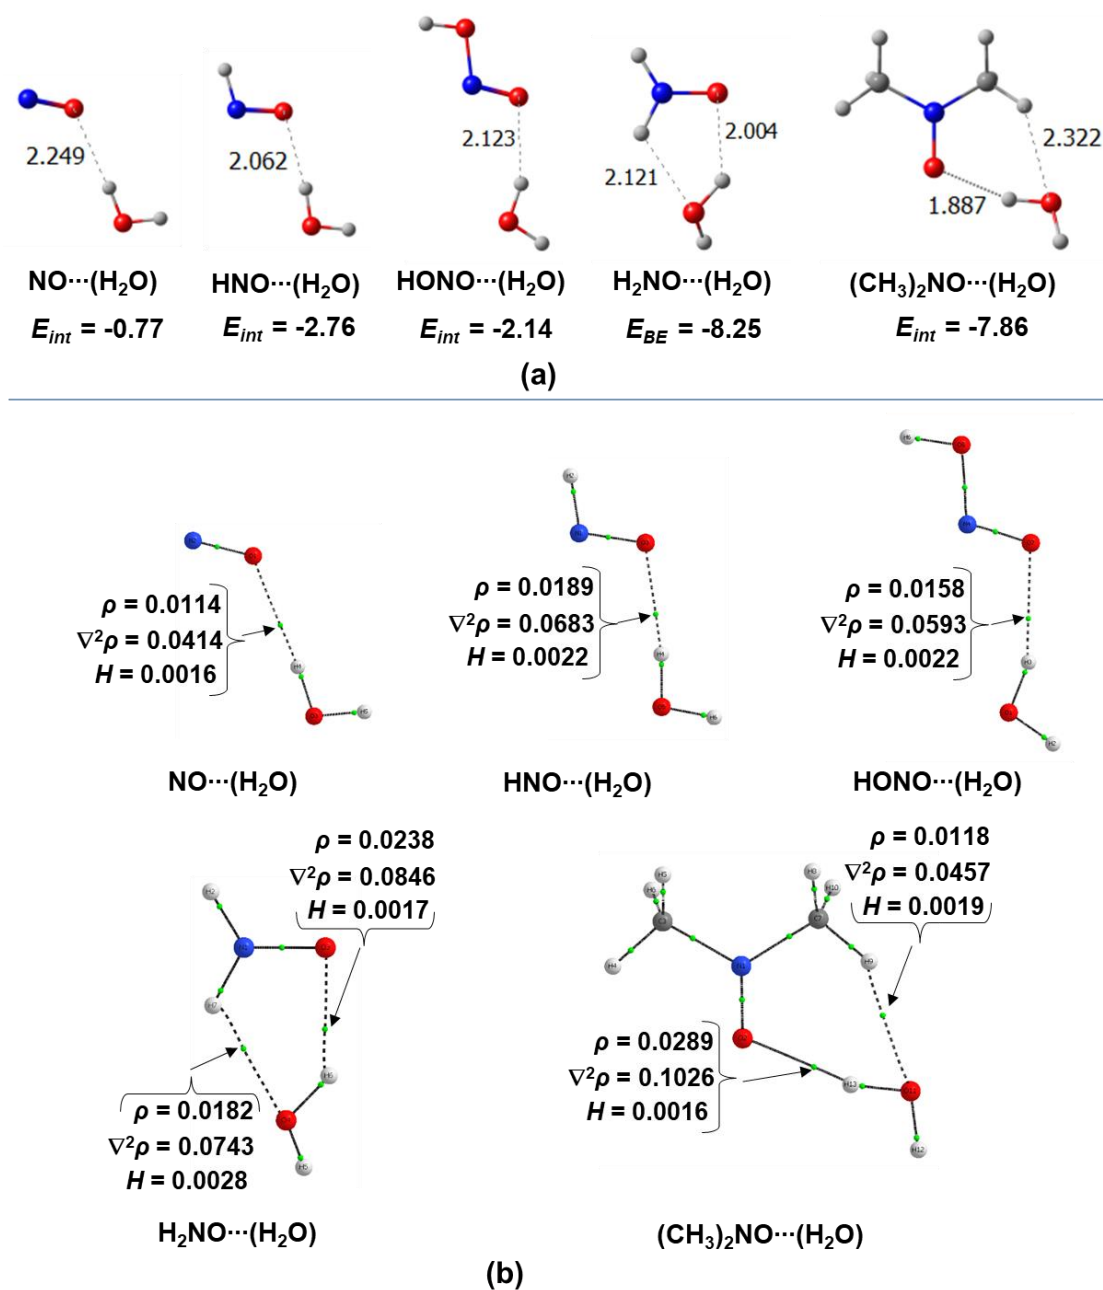 2.249
2.062
2.123
2.004
2.121
2.322
1.887
NO···(H₂O)
HNO···(H₂O)
HONO···(H₂O)
H₂NO···(H₂O)
(CH₃)₂NO···(H₂O)
E_int = -0.77
E_int = -2.76
E_int = -2.14
E_BE = -8.25
E_int = -7.86
(a)
ρ = 0.0114
∇²ρ = 0.0414
H = 0.0016
ρ = 0.0189
∇²ρ = 0.0683
H = 0.0022
ρ = 0.0158
∇²ρ = 0.0593
H = 0.0022
NO···(H₂O)
HNO···(H₂O)
HONO···(H₂O)
ρ = 0.0238
∇²ρ = 0.0846
H = 0.0017
ρ = 0.0182
∇²ρ = 0.0743
H = 0.0028
ρ = 0.0118
∇²ρ = 0.0457
H = 0.0019
ρ = 0.0289
∇²ρ = 0.1026
H = 0.0016
H₂NO···(H₂O)
(CH₃)₂NO···(H₂O)
(b)